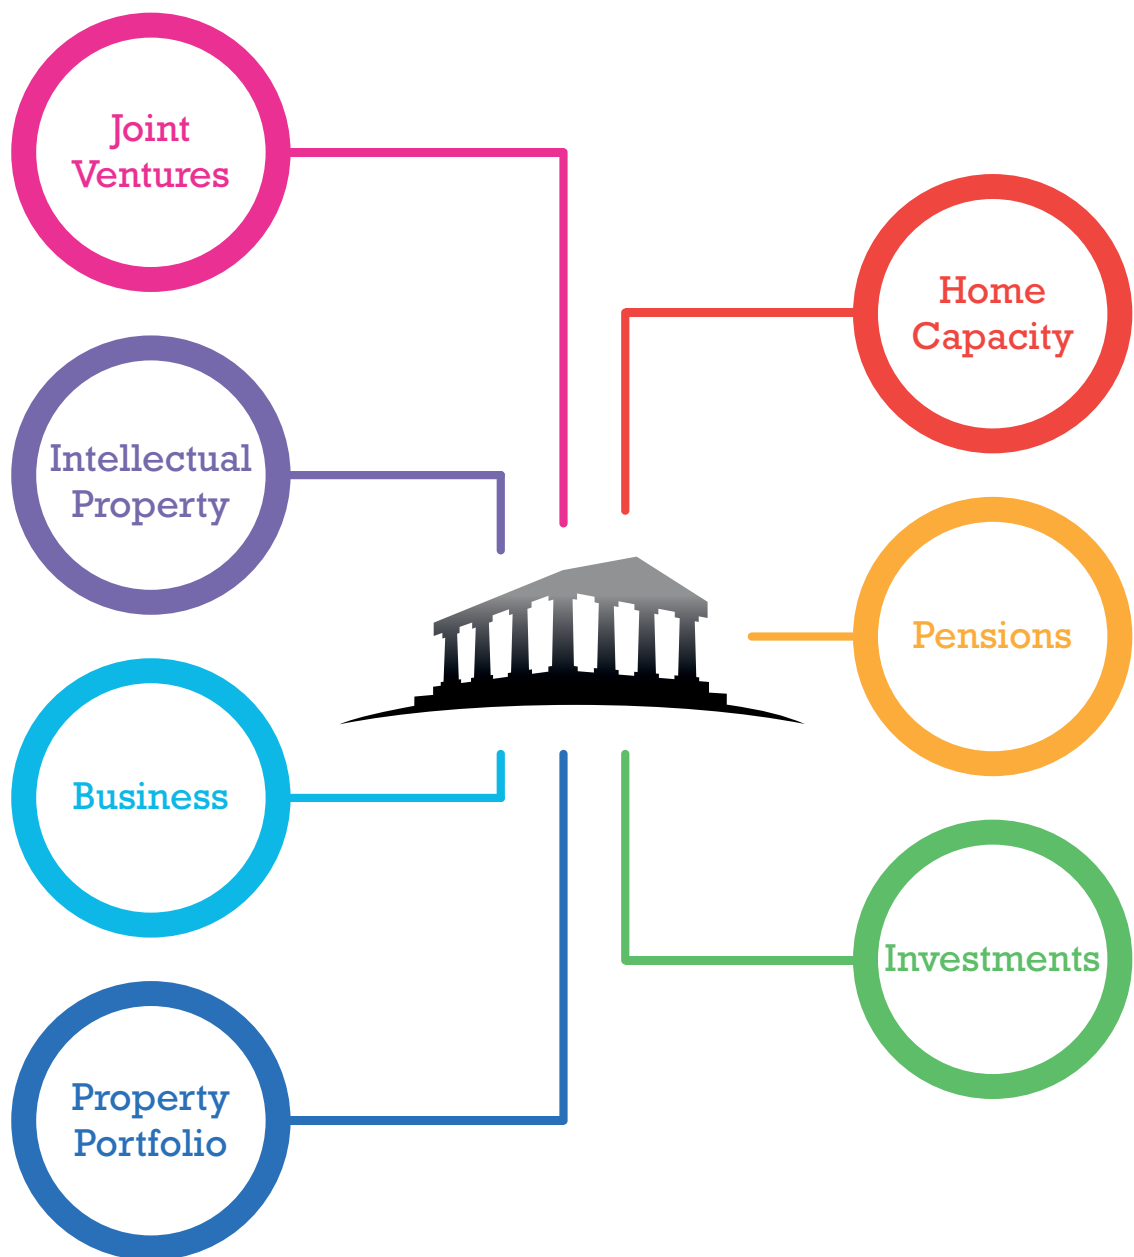 Joint
Ventures
Intellectual
Property
Business
Property
Portfolio
Home
Capacity
Pensions
Investments